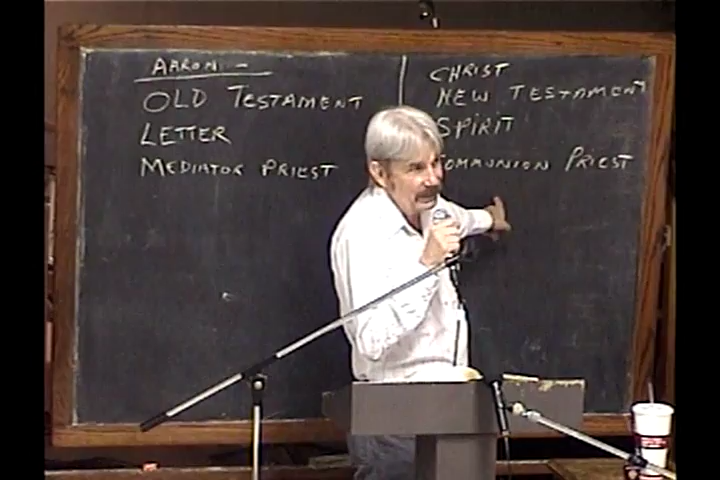 AARON -
OLD TESTAMENT
LETTER
MEDIATOR PRIEST
CHRIST
NEW TESTAMENT
SPIRIT
OMMUNION PRIEST